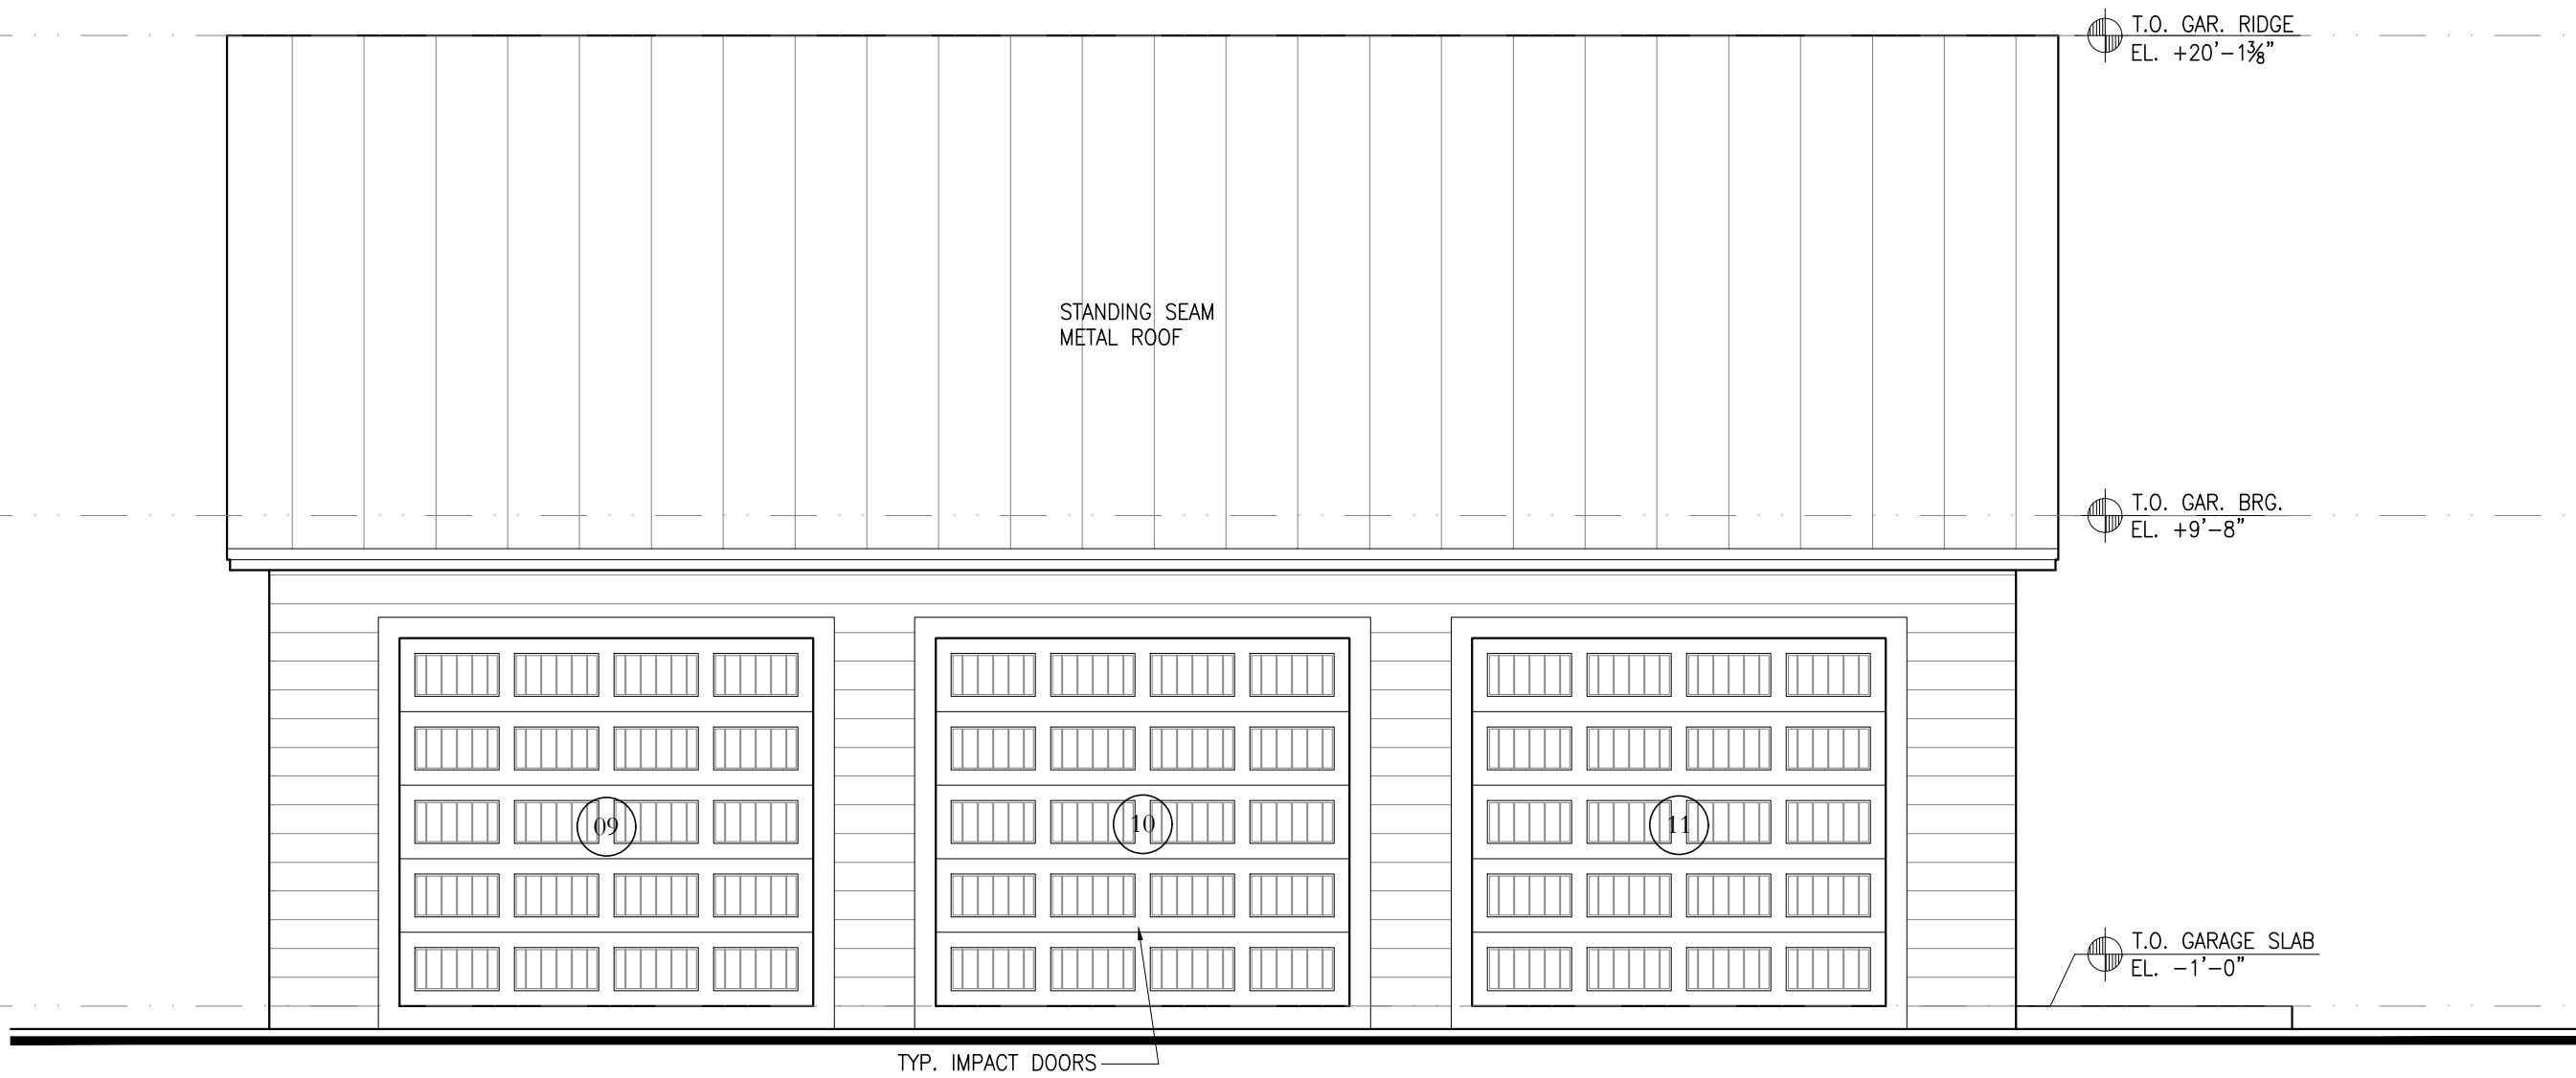 T.O. GAR. RIDGE
EL. +20'-1⅜"
STANDING SEAM
METAL ROOF
T.O. GAR. BRG.
EL. +9'-8"
09
10
11
T.O. GARAGE SLAB
EL. -1'-0"
TYP. IMPACT DOORS